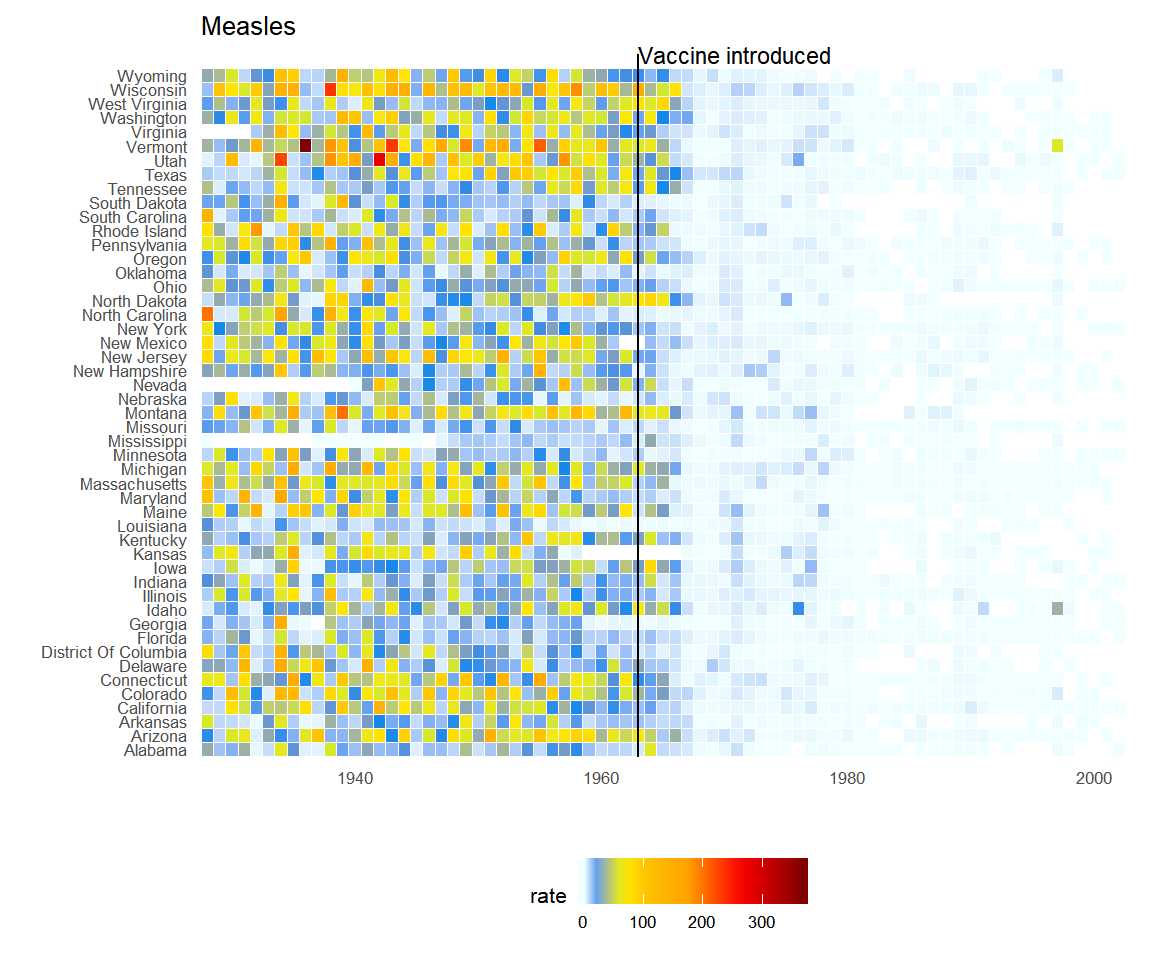 Measles
Vaccine introduced
Wyoming
Wisconsin
West Virginia
Washington
Virginia
Vermont
Utah
Texas
Tennessee
South Dakota
South Carolina
Rhode Island
Pennsylvania
Oregon
Oklahoma
Ohio
North Dakota
North Carolina
New York
New Mexico
New Jersey
New Hampshire
Nevada
Nebraska
Montana
Missouri
Mississippi
Minnesota
Michigan
Massachusetts
Maryland
Maine
Louisiana
Kentucky
Kansas
Iowa
Indiana
Illinois
Idaho
Georgia
Florida
District Of Columbia
Delaware
Connecticut
Colorado
California
Arkansas
Arizona
Alabama
1940 1960 1980 2000
rate
0 100 200 300